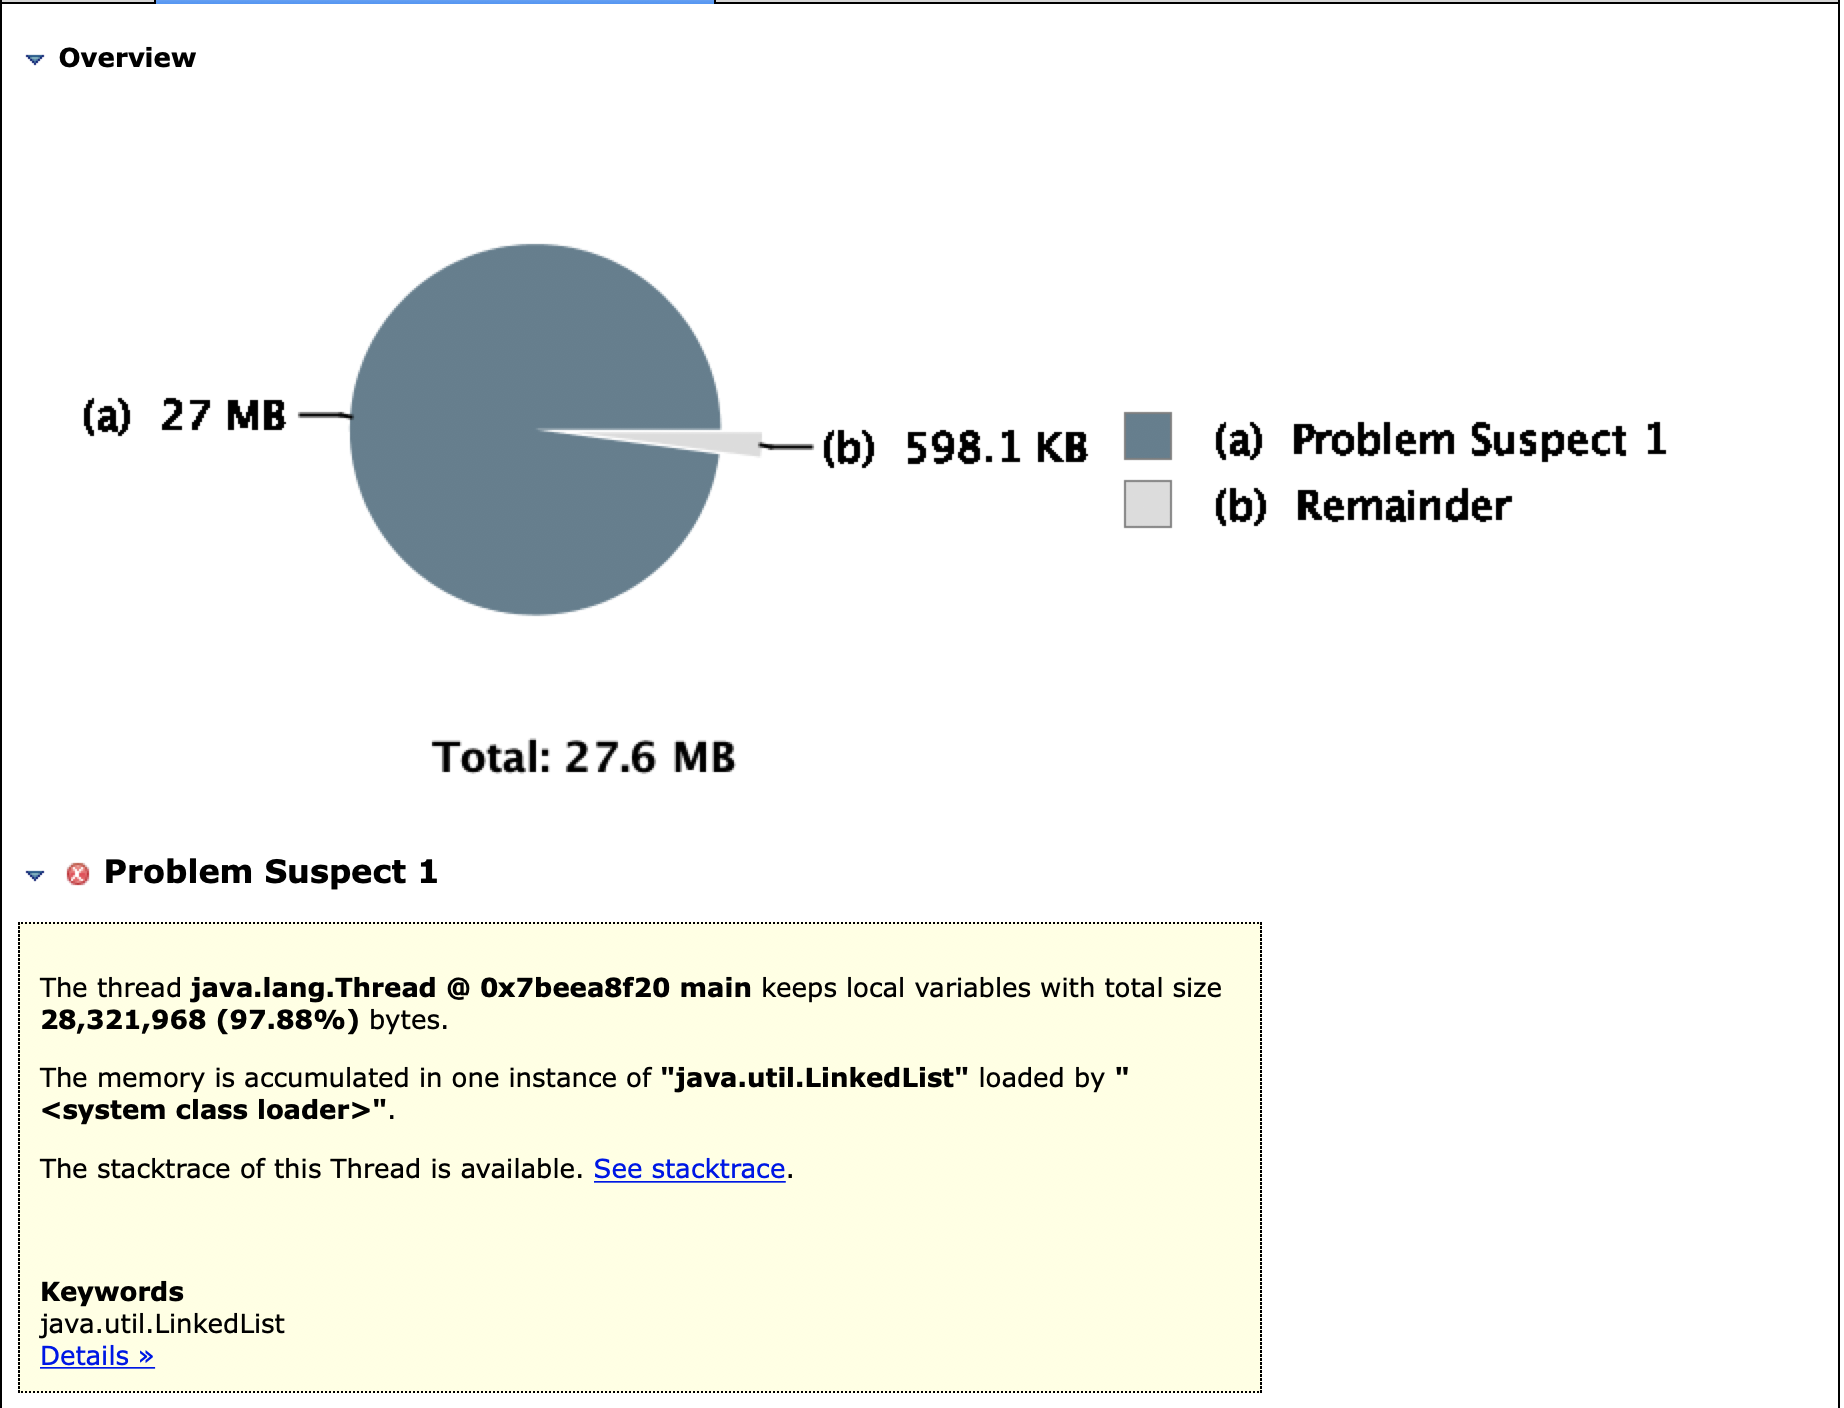 Overview
(a) 27 MB
(b) 598.1 KB
(a) Problem Suspect 1
(b) Remainder
Total: 27.6 MB
Problem Suspect 1
The thread java.lang.Thread @ 0x7beea8f20 main keeps local variables with total size
28,321,968 (97.88%) bytes.
The memory is accumulated in one instance of "java.util.LinkedList" loaded by "
<system class loader>".
The stacktrace of this Thread is available. See stacktrace.
Keywords
java.util.LinkedList
Details »